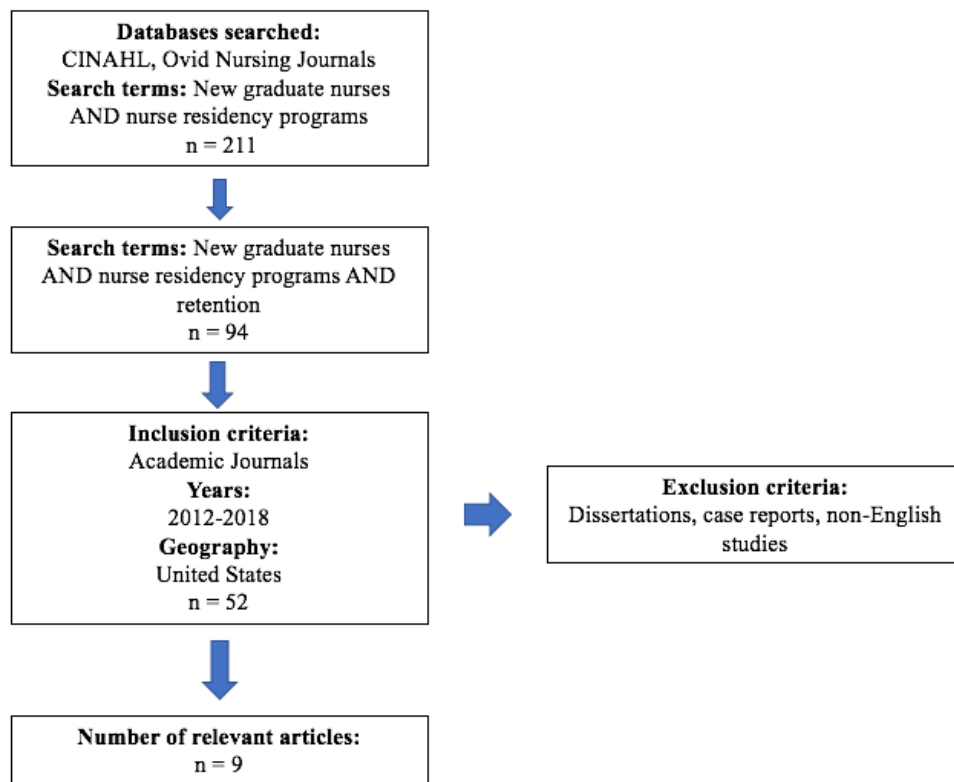 Databases searched:
CINAHL, Ovid Nursing Journals
Search terms: New graduate nurses
AND nurse residency programs
n = 211
Search terms: New graduate nurses
AND nurse residency programs AND
retention
n = 94
Inclusion criteria:
Academic Journals
Years:
2012-2018
Geography:
United States
n = 52
Exclusion criteria:
Dissertations, case reports, non-English
studies
Number of relevant articles:
n = 9